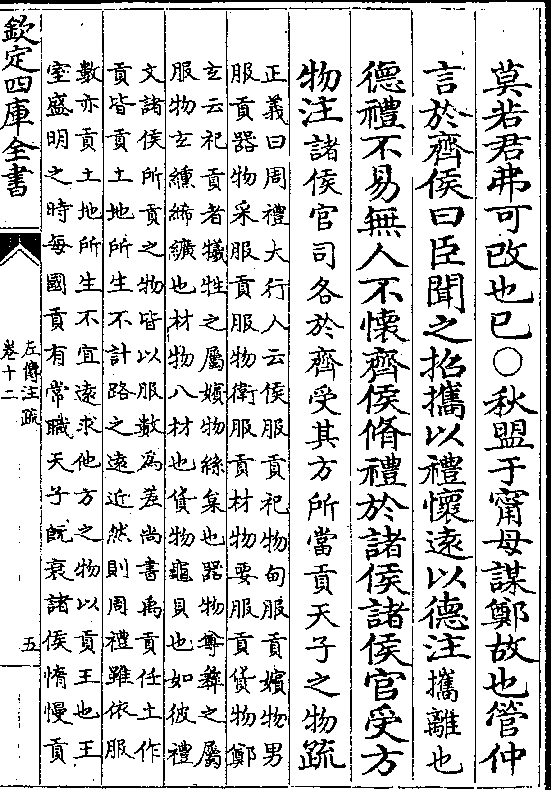 莫若君弗可改也已○秋盟于甯母謀鄭故也管仲
言於齊侯曰臣聞之招攜以禮懷遠以德注攜離也
德禮不易無人不懷齊侯脩禮於諸侯諸侯官受方
物注諸侯官司各於齊受其方所當貢天子之物疏
正義曰周禮大行人云侯服貢祀物甸服貢嬪物男
服貢器物采服貢服物衛服貢材物要服貢貨物鄭
玄云祀貢者犧牲之屬嬪物絲枲也器物尊彝之屬
服物玄纁絺纊也材物八材也貨物龜貝也如彼禮
文諸侯所貢之物皆以服數為差尚書禹貢任土作
貢皆貢土地所生不計路之遠近然則周禮雖依服
數亦貢土地所生不宜遠求他方之物以貢王也王
室盛明之時每國貢有常職天子既衰諸侯惰慢貢
欽定四庫全書
左傳注疏
卷十二
五